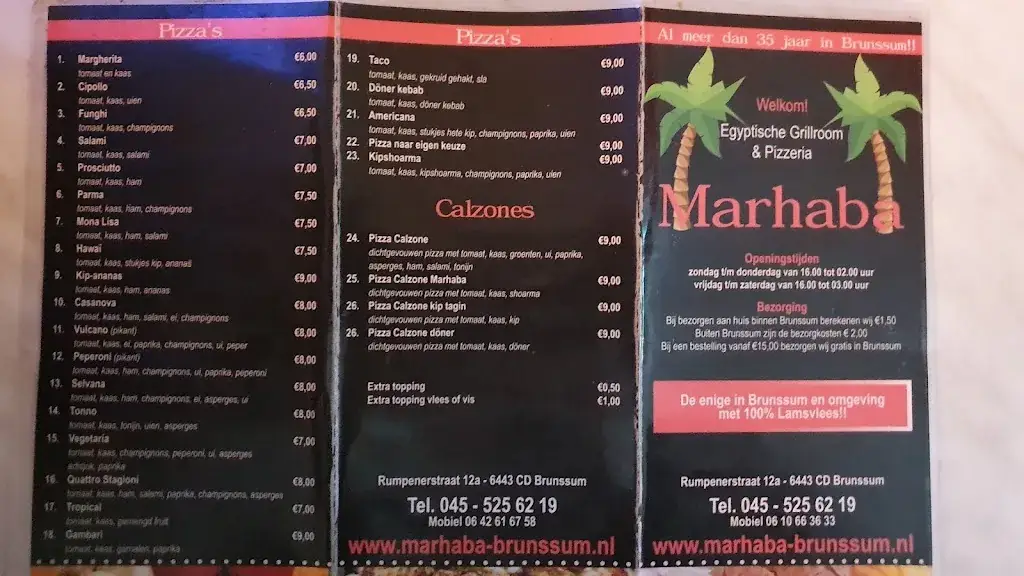 Pizza's
1. Margherita €6,00
tomaat en kaas
2. Cipollo €6,50
tomaat, kaas, uien
3. Funghi €6,50
tomaat, kaas, champignons
4. Salami €7,00
tomaat, kaas, salami
5. Prosciutto €7,00
tomaat, kaas, ham
6. Parma €7,50
tomaat, kaas, ham, champignons
7. Mona Lisa €7,50
tomaat, kaas, ham, salami
8. Hawai €7,50
tomaat, kaas, stukjes kip, ananas
9. Kip-ananas €9,00
tomaat, kaas, ham, ananas
10. Casanova €8,00
tomaat, kaas, ham, salami, ei, champignons
11. Vulcano (pikant) €8,00
tomaat, kaas, ei, paprika, champignons, ui, peper
12. Peperoni (pikant) €8,00
tomaat, kaas, ham, champignons, ui, paprika, peperoni
13. Selvana €8,00
tomaat, kaas, ham, champignons, ei, asperges, ui
14. Tonno €8,00
tomaat, kaas, tonijn, uien, asperges
15. Vegetaria €7,00
tomaat, kaas, champignons, peperoni, ui, asperges
artisjok, paprika
16. Quattro Stagioni €8,00
tomaat, kaas, ham, salami, paprika, champignons, asperges
17. Tropical €7,00
tomaat, kaas, gemengd fruit
18. Gambari €9,00
tomaat, kaas, garnalen, paprika
Pizza's
19. Taco €9,00
tomaat, kaas, gekruid gehakt, sla
20. Döner kebab €9,00
tomaat, kaas, döner kebab
21. Americana €9,00
tomaat, kaas, stukjes hete kip, champignons, paprika, uien
22. Pizza naar eigen keuze €9,00
23. Kipshoarma €9,00
tomaat, kaas, kipshoarma, champignons, paprika, uien
Calzones
24. Pizza Calzone €9,00
dichtgevouwen pizza met tomaat, kaas, groenten, ui, paprika,
asperges, ham, salami, tonijn
25. Pizza Calzone Marhaba €9,00
dichtgevouwen pizza met tomaat, kaas, shoarma
26. Pizza Calzone kip tagin €9,00
dichtgevouwen pizza met tomaat, kaas, kip
26. Pizza Calzone döner €9,00
dichtgevouwen pizza met tomaat, kaas, döner
Extra topping €0,50
Extra topping vlees of vis €1,00
Rumpenerstraat 12a - 6443 CD Brunssum
Tel. 045 - 525 62 19
Mobiel 06 42 61 67 58
www.marhaba-brunssum.nl
Al meer dan 35 jaar in Brunssum!!
Welkom!
Egyptische Grillroom
& Pizzeria
Marhaba
Openingstijden
zondag t/m donderdag van 16.00 tot 02.00 uur
vrijdag t/m zaterdag van 16.00 tot 03.00 uur
Bezorging
Bij bezorgen aan huis binnen Brunssum berekenen wij €1,50
Buiten Brunssum zijn de bezorgkosten € 2,00
Bij een bestelling vanaf €15,00 bezorgen wij gratis in Brunssum
De enige in Brunssum en omgeving
met 100% Lamsvlees!!
Rumpenerstraat 12a - 6443 CD Brunssum
Tel. 045 - 525 62 19
Mobiel 06 10 66 36 33
www.marhaba-brunssum.nl